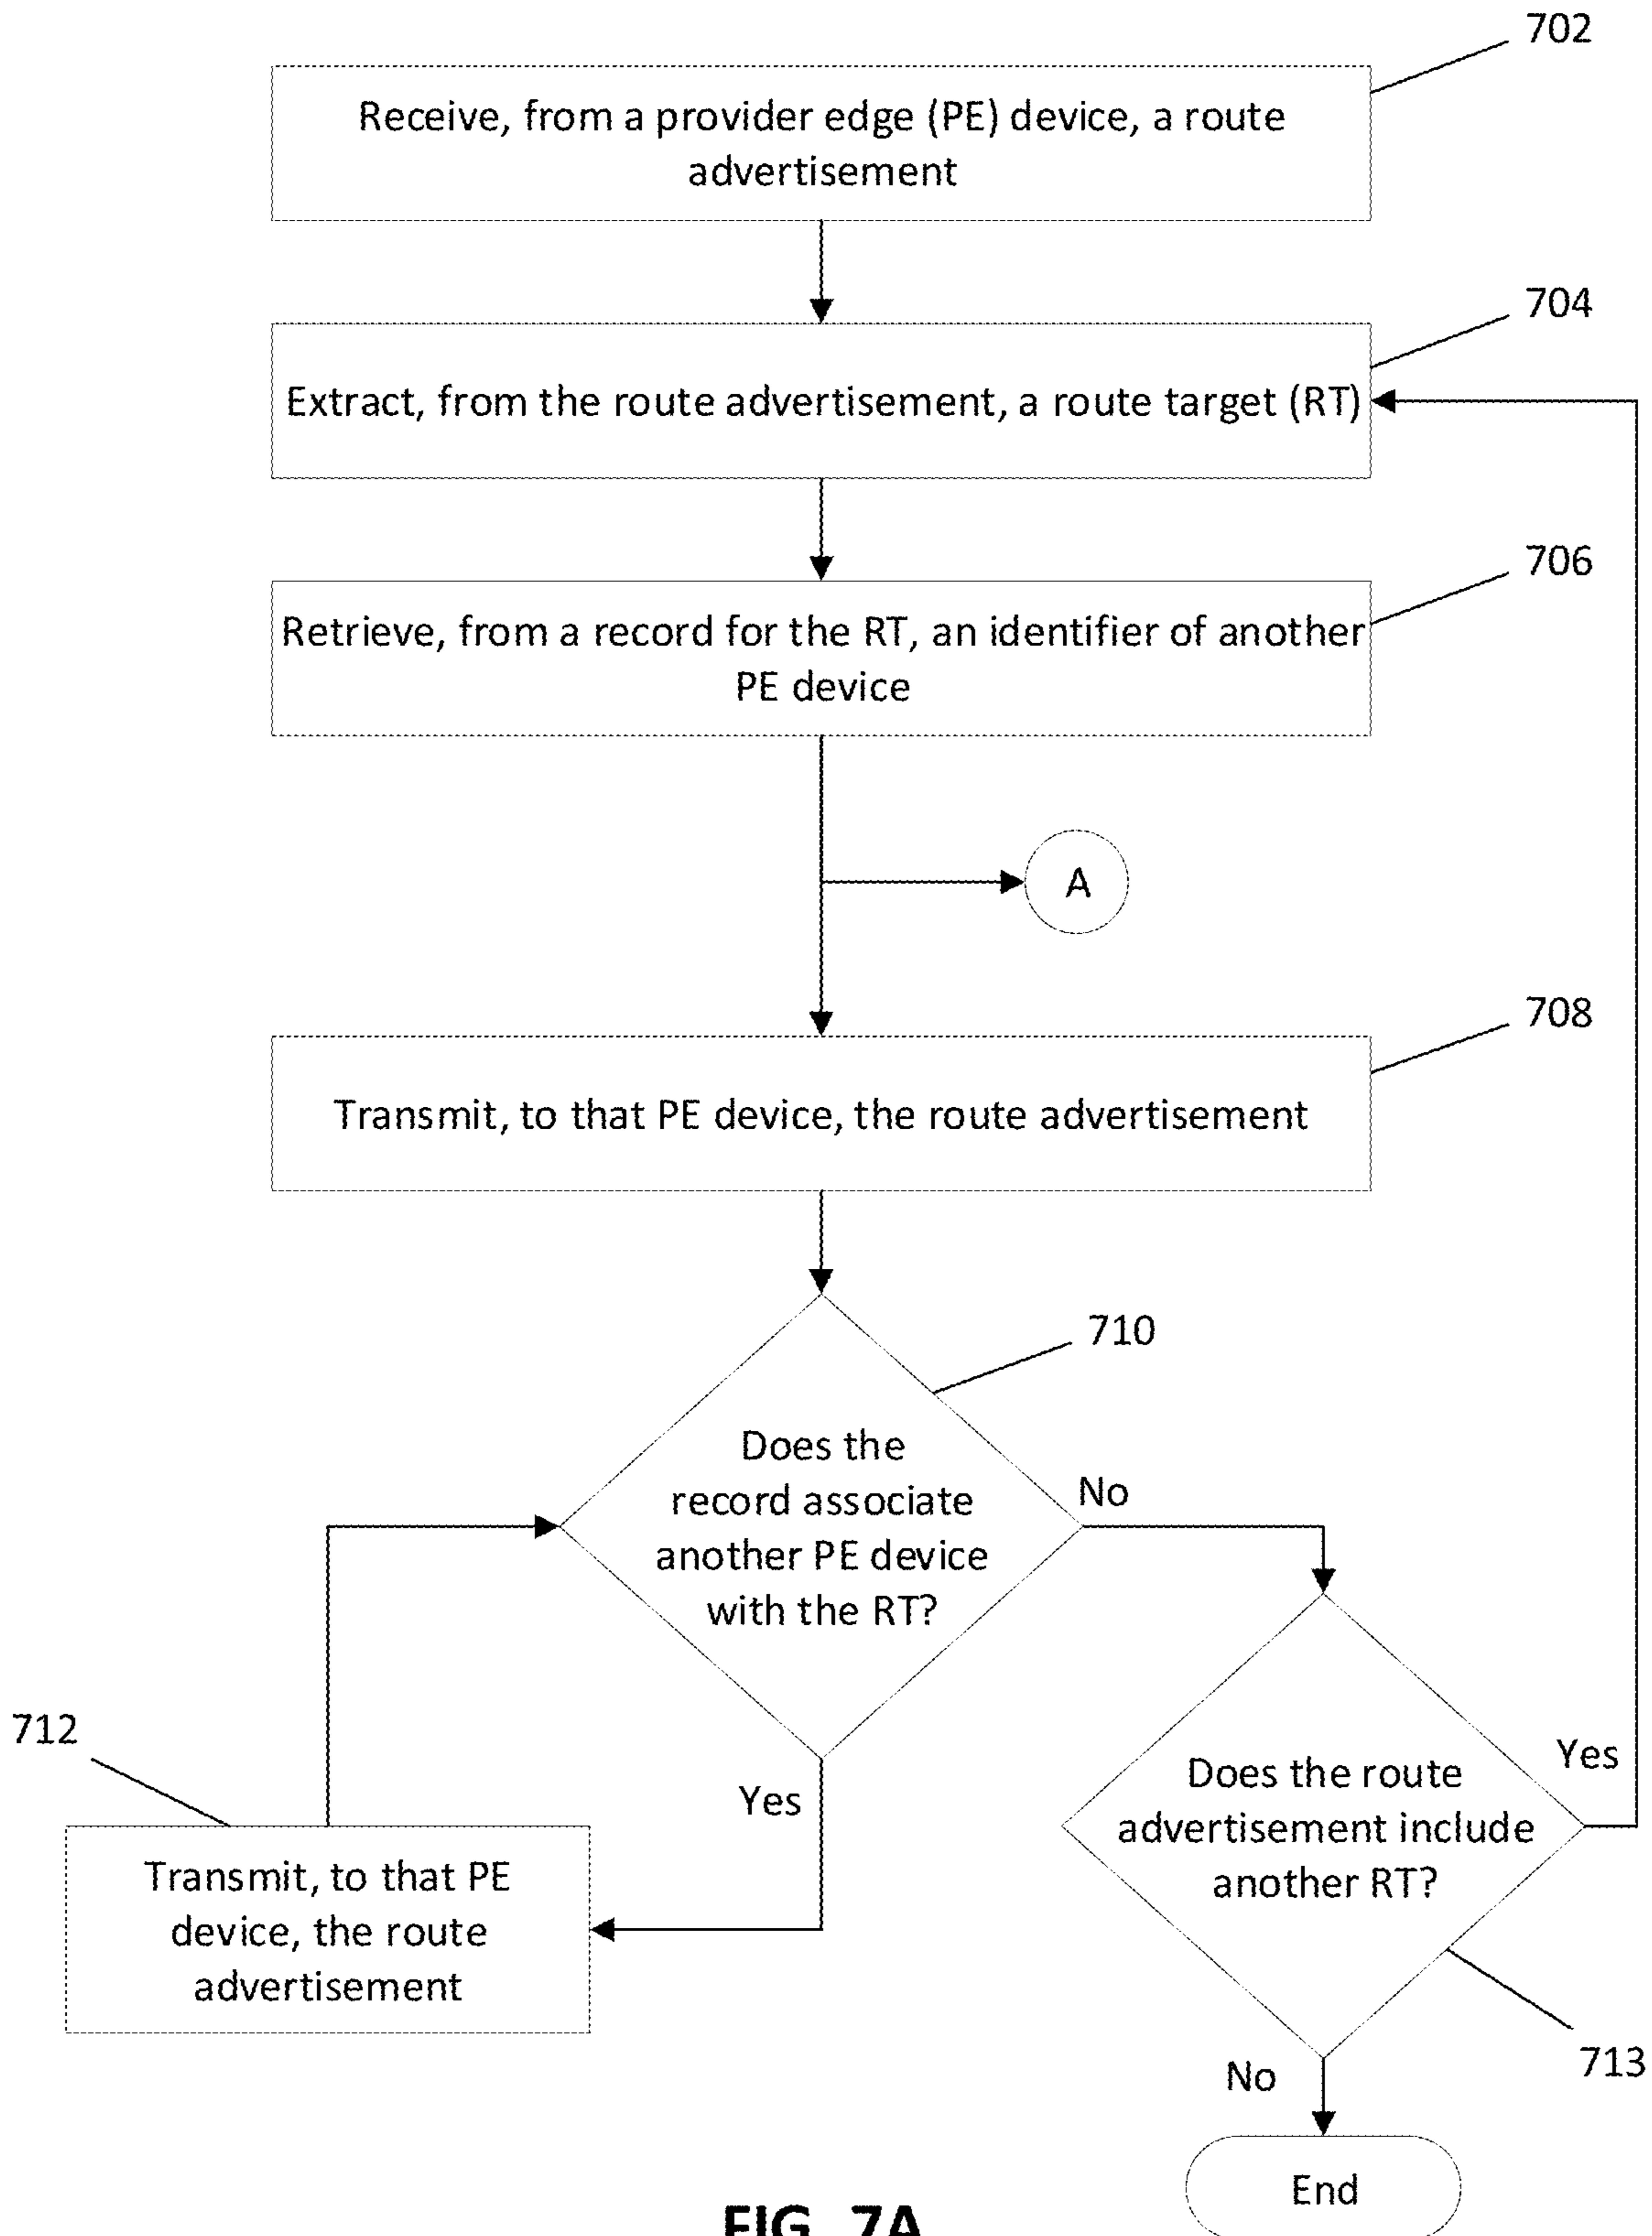 702
Receive, from a provider edge (PE) device, a route
advertisement
704
Extract, from the route advertisement, a route target (RT)
706
Retrieve, from a record for the RT, an identifier of another
PE device
A
708
Transmit, to that PE device, the route advertisement
710
Does the
record associate
another PE device
with the RT?
No
Yes
712
Transmit, to that PE
device, the route
advertisement
Does the route
advertisement include
another RT?
Yes
713
No
End
FIG. 7A